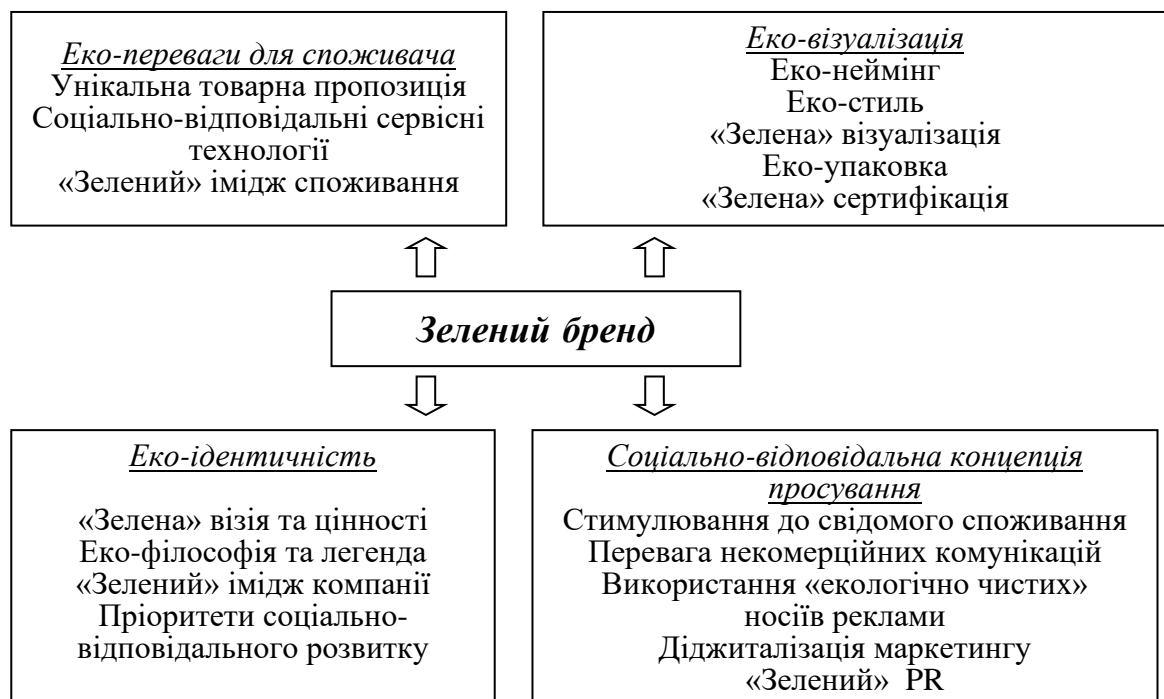 Еко-переваги для споживача
Унікальна товарна пропозиція
Соціально-відповідальні сервісні
технології
«Зелений» імідж споживання
Еко-візуалізація
Еко-неймінг
Еко-стиль
«Зелена» візуалізація
Еко-упаковка
«Зелена» сертифікація
Зелений бренд
Еко-ідентичність
«Зелена» візія та цінності
Еко-філософія та легенда
«Зелений» імідж компанії
Пріоритети соціально-
відповідального розвитку
Соціально-відповідальна концепція
просування
Стимулювання до свідомого споживання
Перевага некомерційних комунікацій
Використання «екологічно чистих»
носіїв реклами
Діджиталізація маркетингу
«Зелений» PR